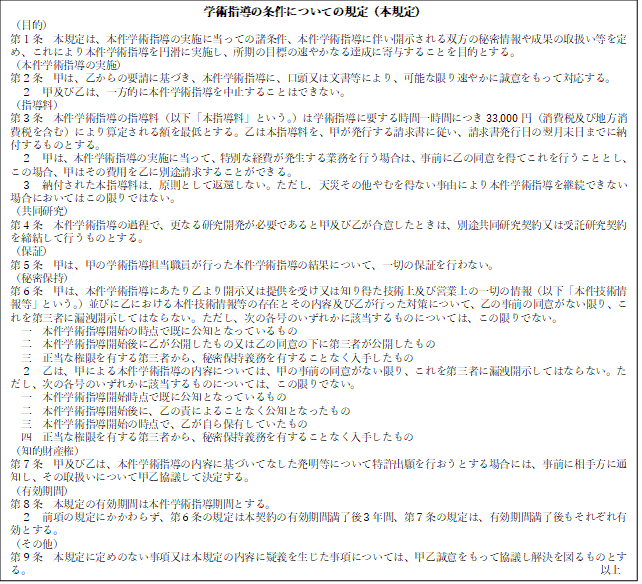 学術指導の条件についての規定（本規定）
（目的）
第１条　本規定は、本件学術指導の実施に当っての諸条件、本件学術指導に伴い開示される双方の秘密情報や成果の取扱い等を定
め、これにより本件学術指導を円滑に実施し、所期の目標の速やかなる達成に寄与することを目的とする。
（本件学術指導の実施）
第２条　甲は、乙からの要請に基づき、本件学術指導に、口頭又は文書等により、可能な限り速やかに誠意をもって対応する。
２　甲及び乙は、一方的に本件学術指導を中止することはできない。
（指導料）
第３条　本件学術指導の指導料（以下「本指導料」という。）は学術指導に要する時間一時間につき 33,000 円（消費税及び地方消
費税を含む）により算定される額を最低とする。乙は本指導料を、甲が発行する請求書に従い、請求書発行日の翌月末日までに納
付するものとする。
２　甲は、本件学術指導の実施に当って、特別な経費が発生する業務を行う場合は、事前に乙の同意を得てこれを行うこととし、
この場合、甲はその費用を乙に別途請求することができる。
３　納付された本指導料は、原則として返還しない。ただし、天災その他やむを得ない事由により本件学術指導を継続できない
場合においてはこの限りではない。
（共同研究）
第４条　本件学術指導の過程で、更なる研究開発が必要であると甲及び乙が合意したときは、別途共同研究契約又は受託研究契約
を締結して行うものとする。
（保証）
第５条　甲は、甲の学術指導担当職員が行った本件学術指導の結果について、一切の保証を行わない。
（秘密保持）
第６条　甲は、本件学術指導にあたり乙より開示又は提供を受け又は知り得た技術上及び営業上の一切の情報（以下「本件技術情
報等」という。）並びに乙における本件技術情報等の存在とその内容及び乙が行った対策について、乙の事前の同意がない限り、こ
れを第三者に漏洩開示してはならない。ただし、次の各号のいずれかに該当するものについては、この限りでない。
一　本件学術指導開始の時点で既に公知となっているもの
二　本件学術指導開始後に乙が公開したもの又は乙の同意の下に第三者が公開したもの
三　正当な権限を有する第三者から、秘密保持義務を有することなく入手したもの
２　乙は、甲による本件学術指導の内容については、甲の事前の同意がない限り、これを第三者に漏洩開示してはならない。た
だし、次の各号のいずれかに該当するものについては、この限りでない。
一　本件学術指導開始時点で既に公知となっているもの
二　本件学術指導開始後に、乙の責によることなく公知となったもの
三　本件学術指導開始の時点で、乙が自ら保有していたもの
四　正当な権限を有する第三者から、秘密保持義務を有することなく入手したもの
（知的財産権）
第７条　甲及び乙は、本件学術指導の内容に基づいてなした発明等について特許出願を行おうとする場合には、事前に相手方に通
知し、その取扱いについて甲乙協議して決定する。
（有効期間）
第８条　本規定の有効期間は本件学術指導期間とする。
２　前項の規定にかかわらず、第６条の規定は本契約の有効期間満了後３年間、第７条の規定は、有効期間満了後もそれぞれ有
効とする。
（その他）
第９条　本規定に定めのない事項又は本規定の内容に疑義を生じた事項については、甲乙誠意をもって協議し解決を図るものとす
る。　以上